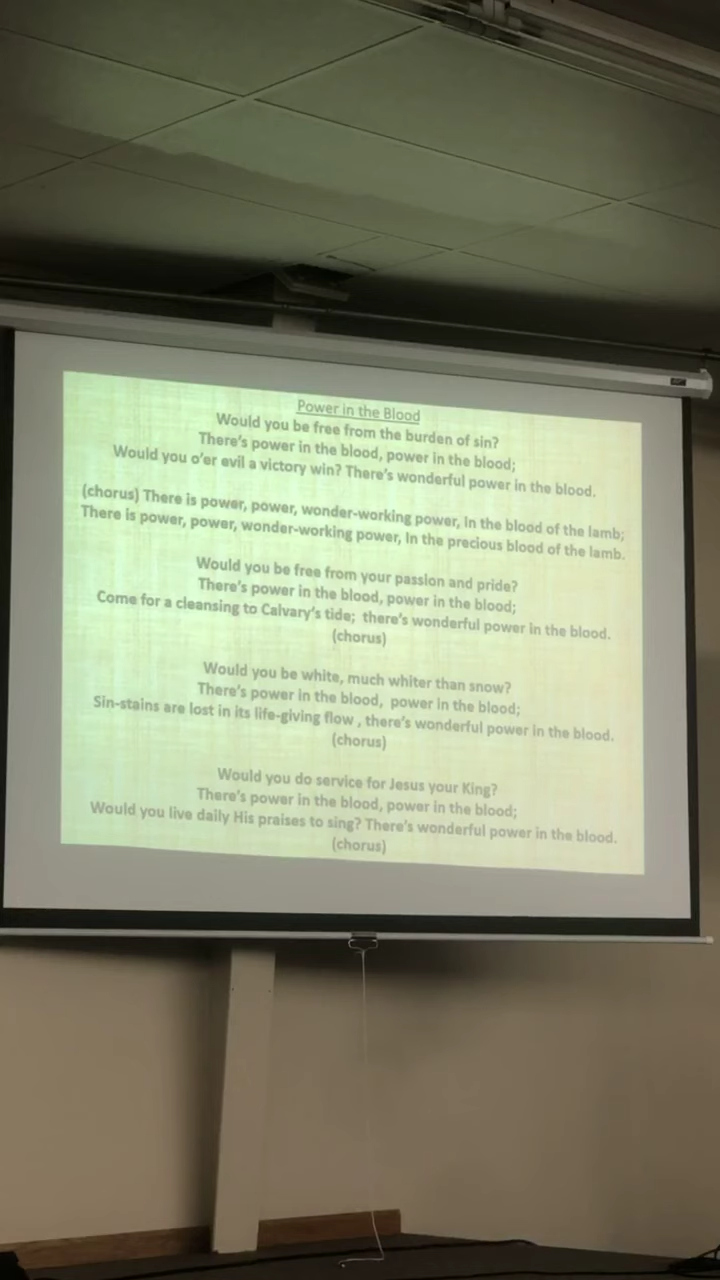 Power in the Blood
Would you be free from the burden of sin?
There's power in the blood, power in the blood;
Would you o'er evil a victory win? There's wonderful power in the blood.
(chorus) There is power, power, wonder-working power, In the blood of the lamb;
There is power, power, wonder-working power, In the precious blood of the lamb.
Would you be free from your passion and pride?
There's power in the blood, power in the blood;
Come for a cleansing to Calvary's tide; there's wonderful power in the blood.
(chorus)
Would you be white, much whiter than snow?
There's power in the blood, power in the blood;
Sin-stains are lost in its life-giving flow , there's wonderful power in the blood.
(chorus)
Would you do service for Jesus your King?
There's power in the blood, power in the blood;
Would you live daily His praises to sing? There's wonderful power in the blood.
(chorus)